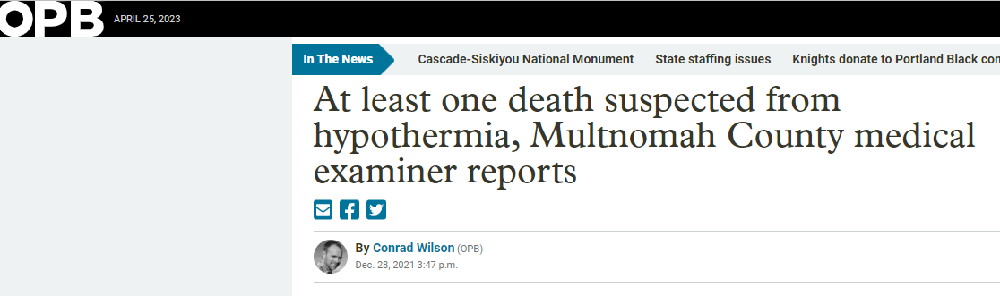 OPB APRIL 25, 2023
In The News Cascade-Siskiyou National Monument State staffing issues Knights donate to Portland Black
At least one death suspected from
hypothermia, Multnomah County medical
examiner reports
By Conrad Wilson (OPB)
Dec. 28, 2021 3:47 p.m.